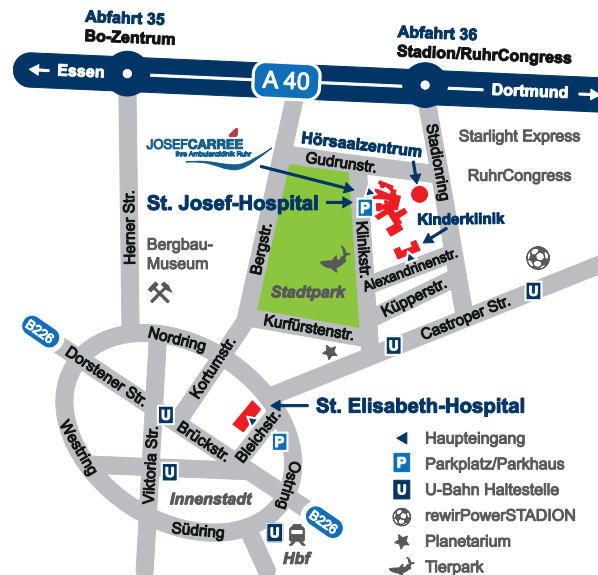 Abfahrt 35
Bo-Zentrum
Abfahrt 36
Stadion/RuhrCongress
Essen
A 40
Dortmund
JOSEFCARRÉE
Ihre Ambulanzklinik Ruhr
Hörsaalzentrum
Gudrunstr.
Stadionring
Starlight Express
RuhrCongress
St. Josef-Hospital
P
Kinderklinik
Herner Str.
Bergbau-
Museum
Bergstr.
Klinikstr.
Alexandrinenstr.
Stadtpark
Küpperstr.
Castroper Str.
U
Kurfürstenstr.
U
B226
Nordring
Kortumstr.
Dorstener Str.
St. Elisabeth-Hospital
U
Brückstr.
Bleichstr.
P
Westring
Viktoria Str.
U
Innenstadt
Ostring
Südring
B226
U
Hbf
Haupteingang
P Parkplatz/Parkhaus
U U-Bahn Haltestelle
rewirPowerSTADION
Planetarium
Tierpark